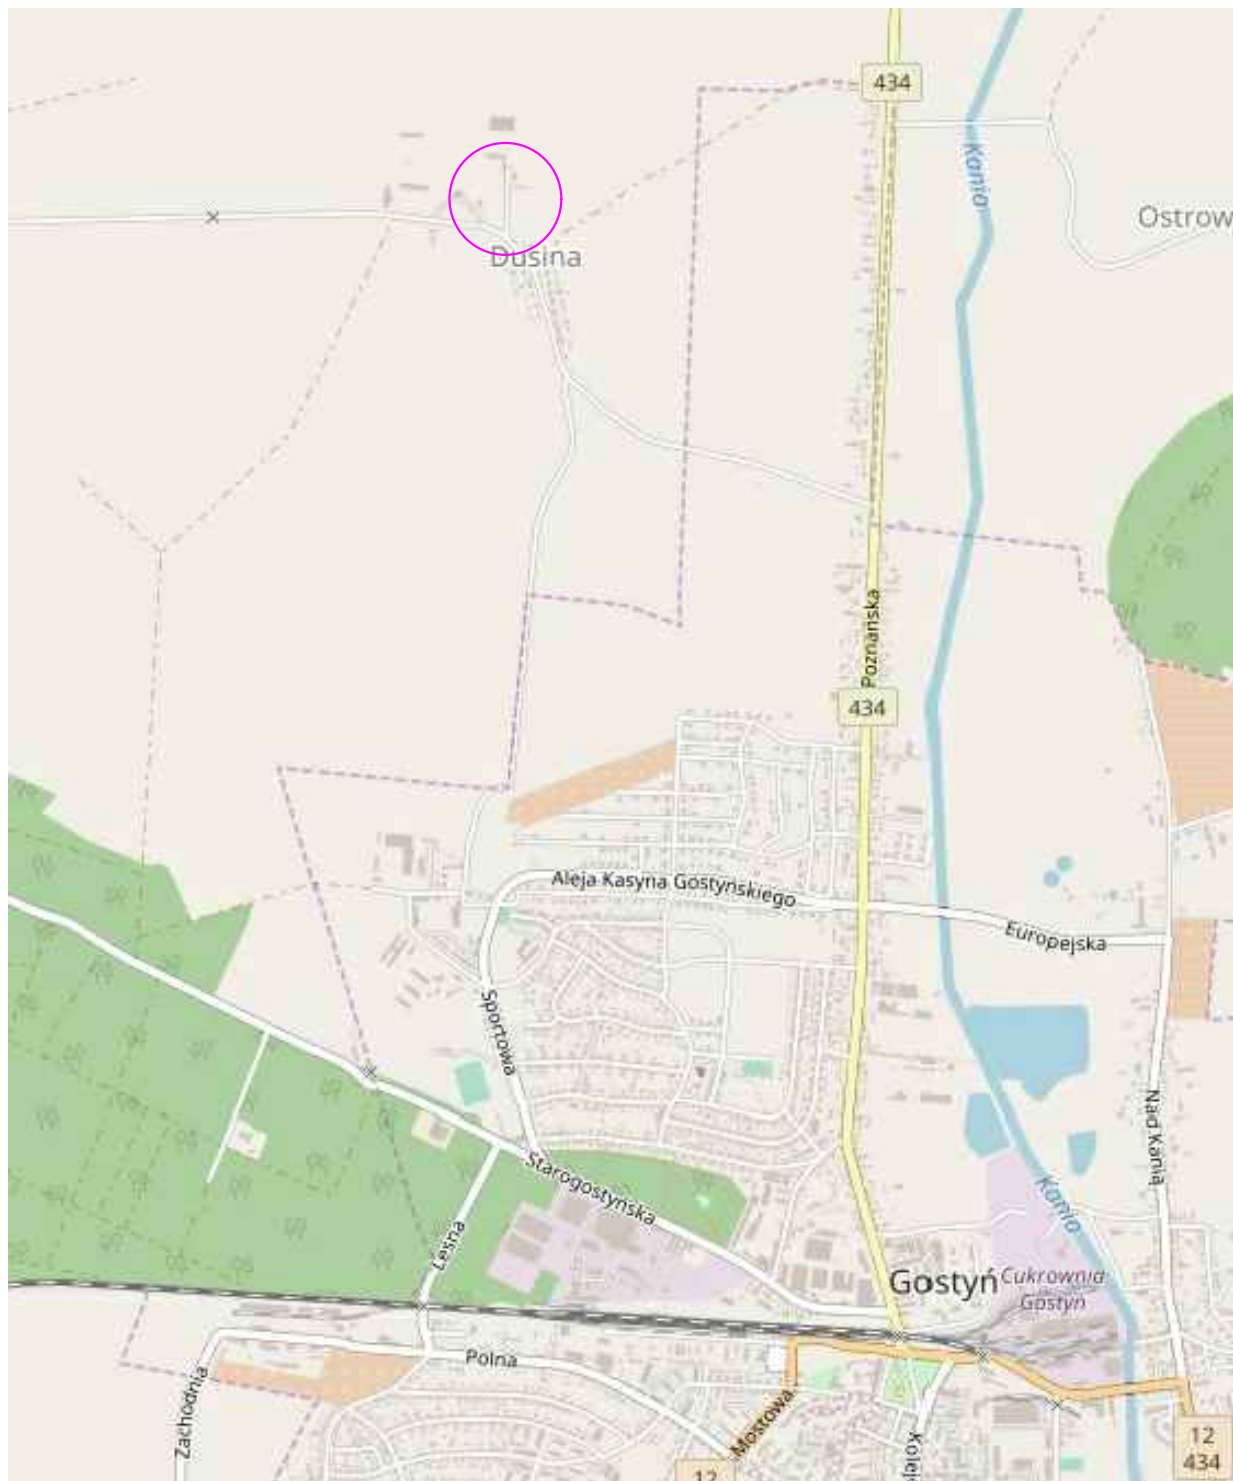 434
Kania
Ostrow
Dusina
Poznańska
434
Aleja Kasyna Gostyńskiego
Europejska
Sportowa
Nad Kanią
Starogostyńska
Kania
Leśna
Gostyń
Cukrownia
Gostyń
Polna
Zachodnia
Mostowa
Kolej
12
434
12